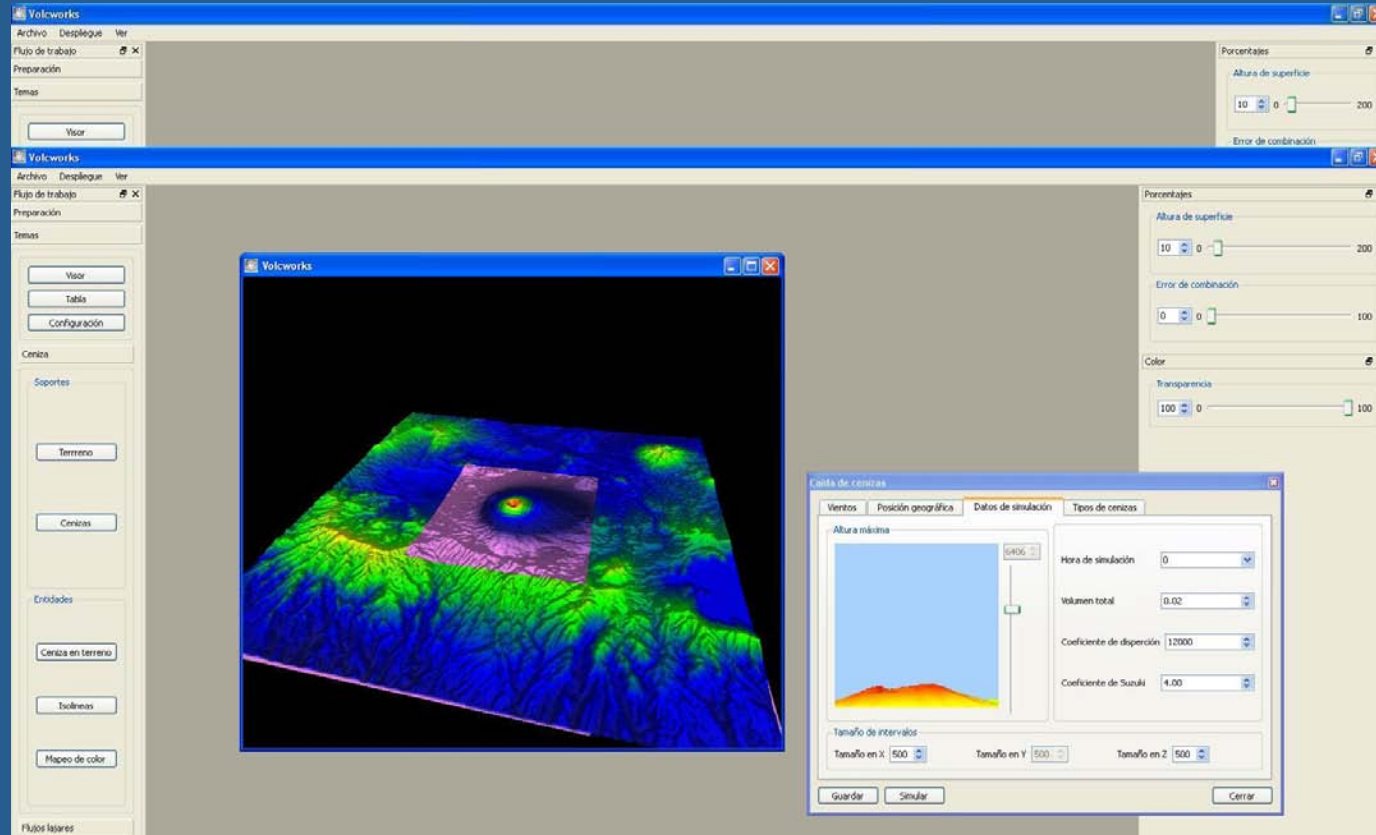 Volcworks
Archivo Despliegue Ver
Flujo de trabajo
Preparación
Temas
Visor
Porcentajes
Altura de superficie
10 0 200
Error de combinación
Volcworks
Archivo Despliegue Ver
Flujo de trabajo
Preparación
Temas
Visor
Tabla
Configuración
Ceniza
Soportes
Terrreno
Cenizas
Entidades
Ceniza en terreno
Isolineas
Mapeo de color
Flujos lajares
Volcworks
Porcentajes
Altura de superficie
10 0 200
Error de combinación
0 0 100
Color
Transparencia
100 0 100
Caída de cenizas
Vientos Posición geográfica Datos de simulación Tipos de cenizas
Altura máxima
6406
Hora de simulación 0
Volumen total 0.02
Coeficiente de disperción 12000
Coeficiente de Suzuki 4.00
Tamaño de intervalos
Tamaño en X 500 Tamaño en Y 500 Tamaño en Z 500
Guardar Simular Cerrar